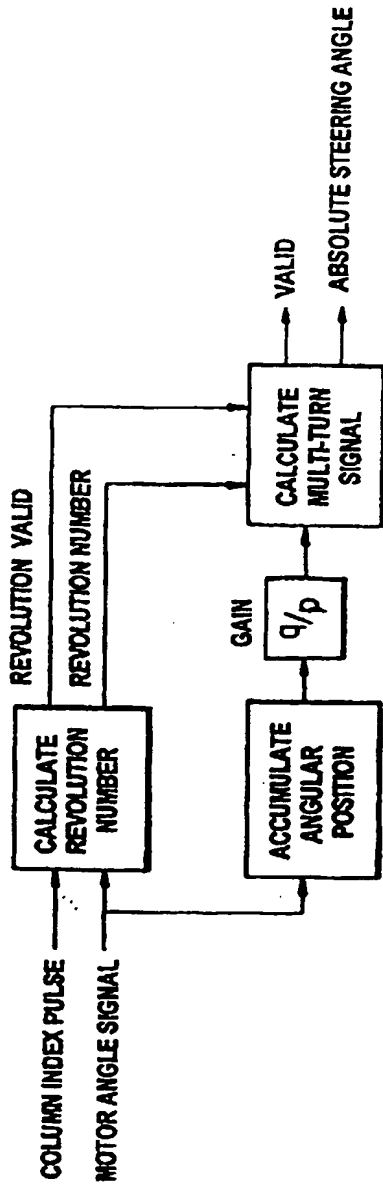 COLUMN INDEX PULSE
MOTOR ANGLE SIGNAL
CALCULATE
REVOLUTION
NUMBER
REVOLUTION VALID
REVOLUTION NUMBER
ACCUMULATE
ANGULAR
POSITION
GAIN
q/p
CALCULATE
MULTI-TURN
SIGNAL
VALID
ABSOLUTE STEERING ANGLE